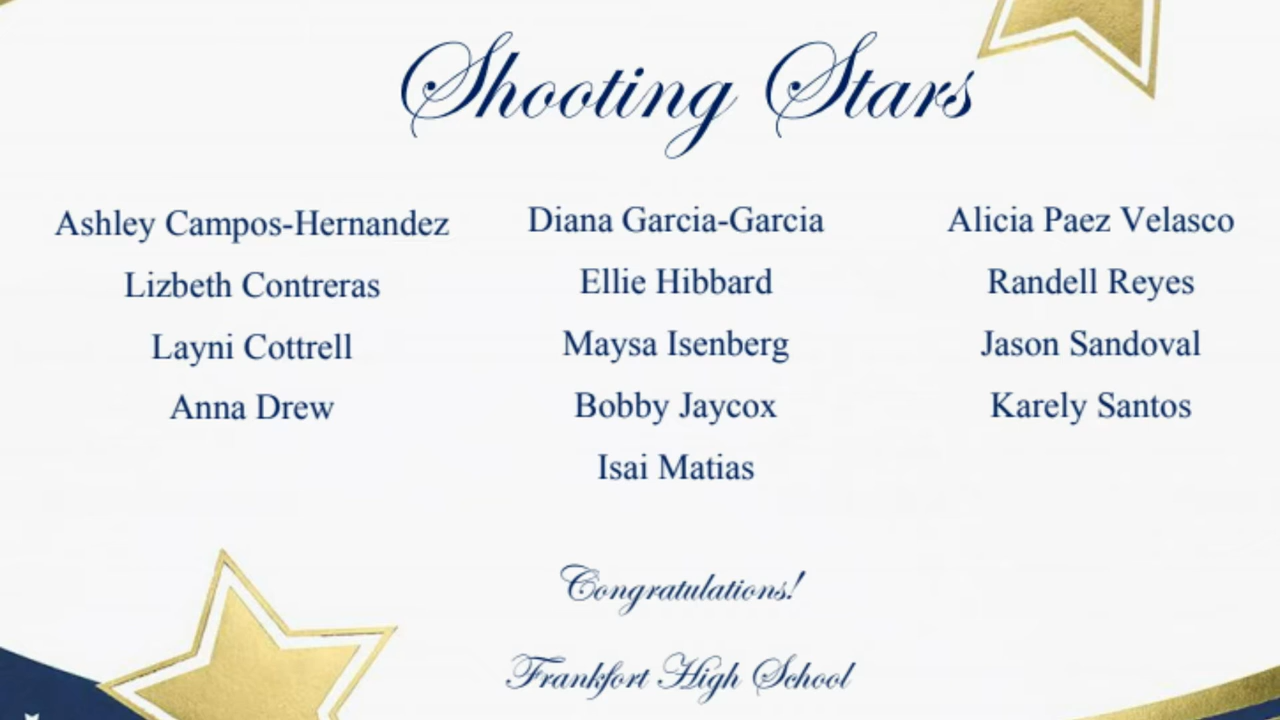 Shooting Stars
Ashley Campos-Hernandez
Lizbeth Contreras
Layni Cottrell
Anna Drew
Diana Garcia-Garcia
Ellie Hibbard
Maysa Isenberg
Bobby Jaycox
Isai Matias
Alicia Paez Velasco
Randell Reyes
Jason Sandoval
Karely Santos
Congratulations!
Frankfort High School